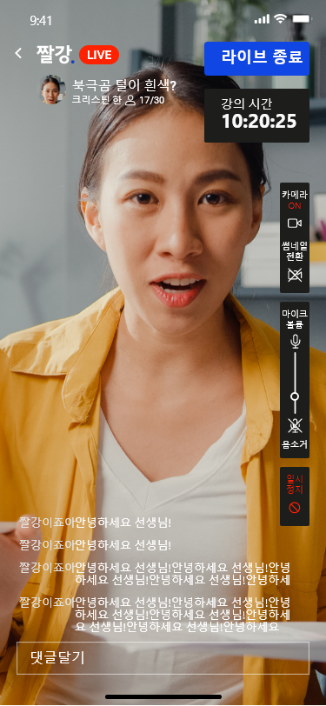 9:41
짤강.
LIVE
라이브 종료
북극곰 털이 흰색?
크리스틴 한 17/30
강의 시간
10:20:25
카메라
ON
썸네일
전환
마이크
볼륨
음소거
일시
정지
짤강이죠아안녕하세요 선생님!
짤강이죠아안녕하세요 선생님!
짤강이죠아안녕하세요 선생님!안녕하세요 선생님!안녕
하세요 선생님!안녕하세요 선생님!안녕하세
짤강이죠아안녕하세요 선생님!안녕하세요 선생님!안녕
하세요 선생님!안녕하세요 선생님!안녕하세
요 선생님!안녕하세요 선생님!안녕하세요
댓글달기